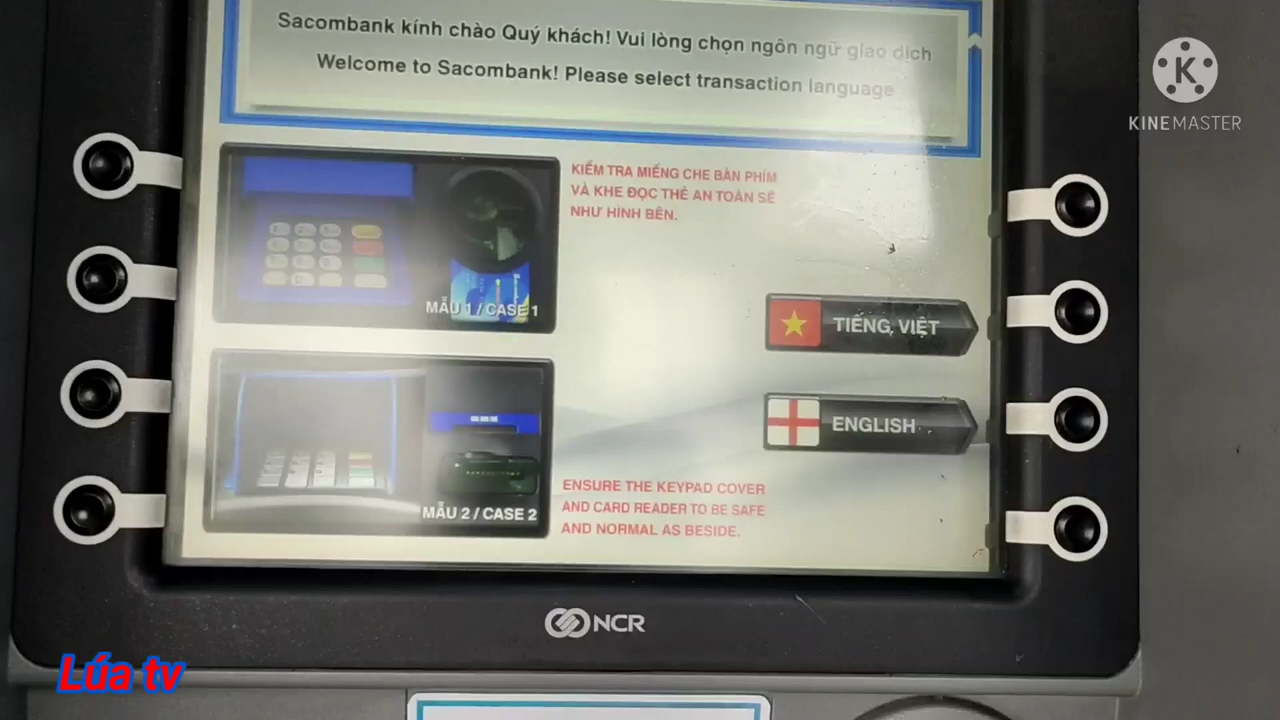 Sacombank kính chào Quý khách! Vui lòng chọn ngôn ngữ giao dịch
Welcome to Sacombank! Please select transaction language
KINEMASTER
KIỂM TRA MIẾNG CHE BÀN PHÍM
VÀ KHE ĐỌC THẺ AN TOÀN SẼ
NHƯ HÌNH BÊN.
MẪU 1 / CASE 1
TIẾNG VIỆT
ENGLISH
MẪU 2 / CASE 2
ENSURE THE KEYPAD COVER
AND CARD READER TO BE SAFE
AND NORMAL AS BESIDE.
NCR
Lúa tv